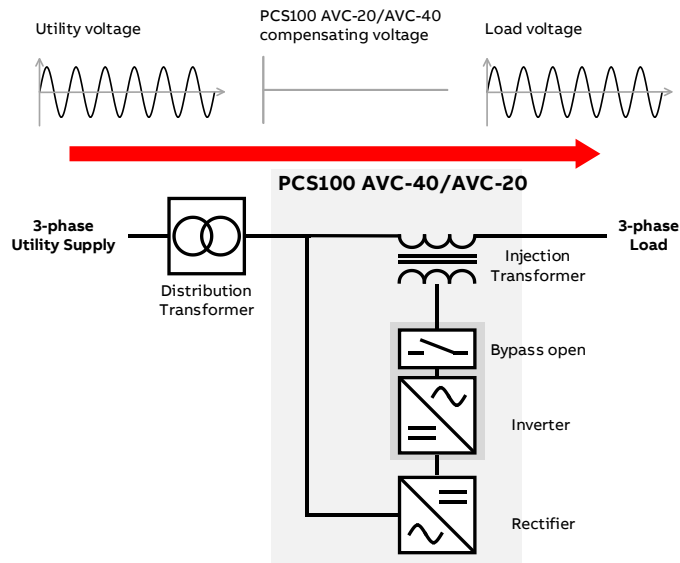 Utility voltage
PCS100 AVC-20/AVC-40
compensating voltage
Load voltage
PCS100 AVC-40/AVC-20
3-phase
Utility Supply
3-phase
Load
Injection
Transformer
Distribution
Transformer
Bypass open
Inverter
Rectifier